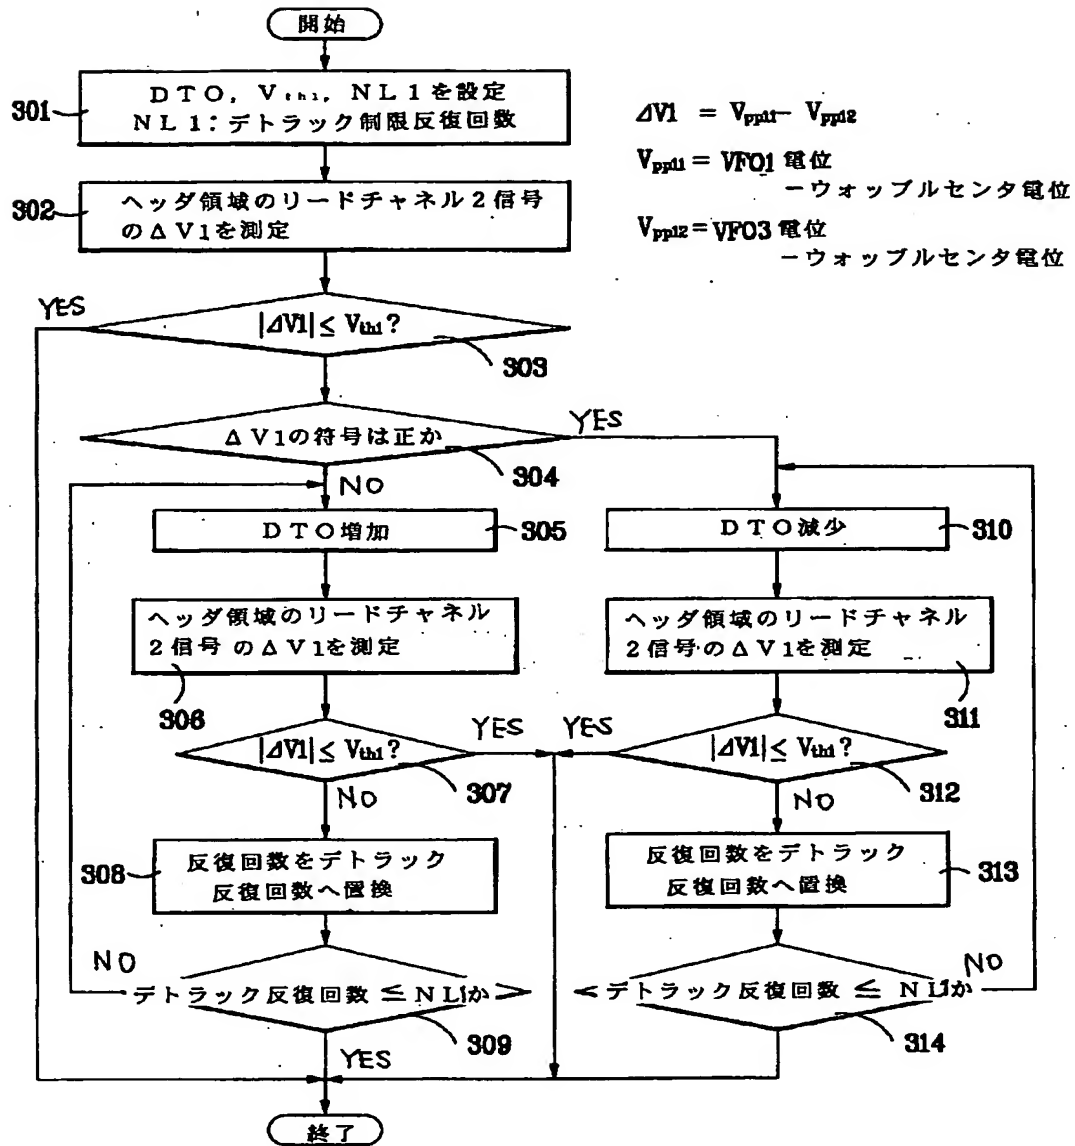 開始
301
DTO, Vth1, NL1を設定
NL1:デトラック制限反復回数
ΔV1 = Vpp11− Vpp12
Vpp11= VFO1 電位
−ウォッブルセンタ電位
Vpp12=VFO3 電位
−ウォッブルセンタ電位
302
ヘッダ領域のリードチャネル2信号
のΔV1を測定
YES
|ΔV1|≤ Vth1?
303
ΔV1の符号は正か
YES
304
NO
DTO増加
305
DTO減少
310
ヘッダ領域のリードチャネル
2信号 のΔV1を測定
306
ヘッダ領域のリードチャネル
2信号のΔV1を測定
311
|ΔV1|≤ Vth1?
YES
YES
|ΔV1|≤ Vth1?
307
312
NO
NO
308
反復回数をデトラック
反復回数へ置換
反復回数をデトラック
反復回数へ置換
313
NO
デトラック反復回数 ≦ NL1か
デトラック反復回数 ≦ NL1か
NO
309
314
YES
終了